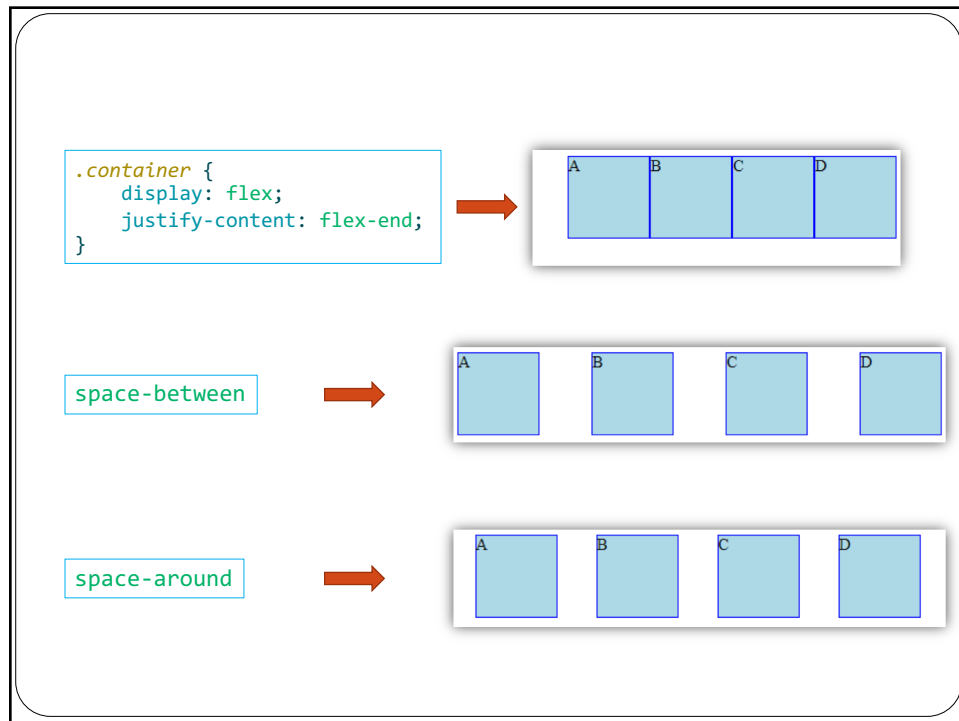 .container {
    display: flex;
    justify-content: flex-end;
}
A B C D
space-between
A B C D
space-around
A B C D